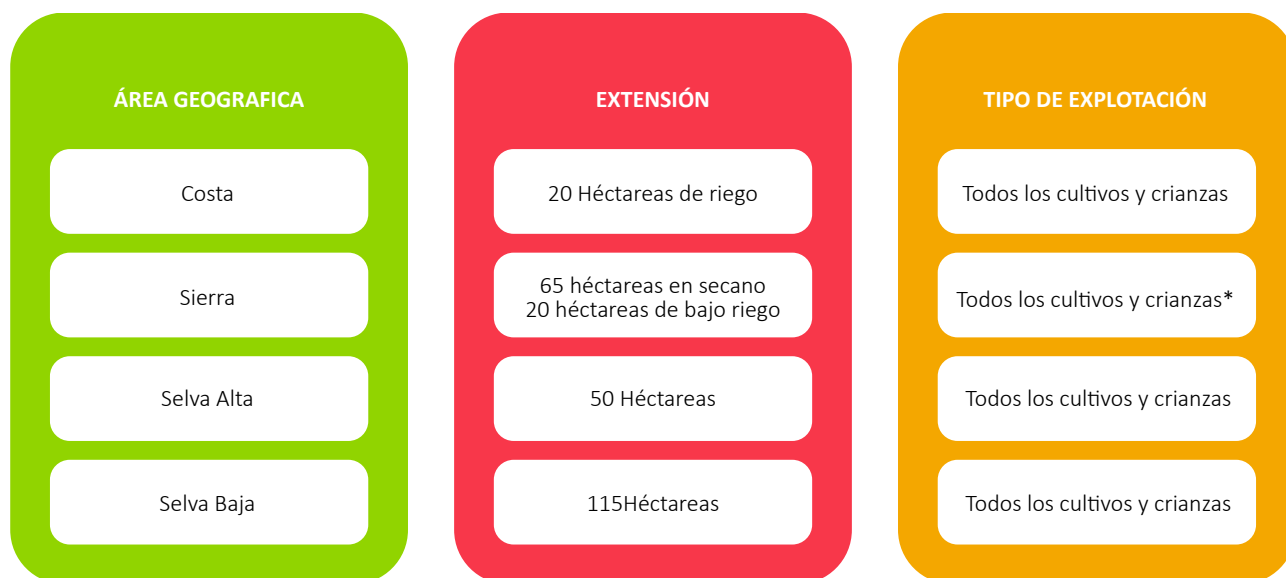 ÁREA GEOGRAFICA
Costa
Sierra
Selva Alta
Selva Baja
EXTENSIÓN
20 Héctareas de riego
65 héctareas en secano
20 héctareas de bajo riego
50 Héctareas
115Héctareas
TIPO DE EXPLOTACIÓN
Todos los cultivos y crianzas
Todos los cultivos y crianzas*
Todos los cultivos y crianzas
Todos los cultivos y crianzas